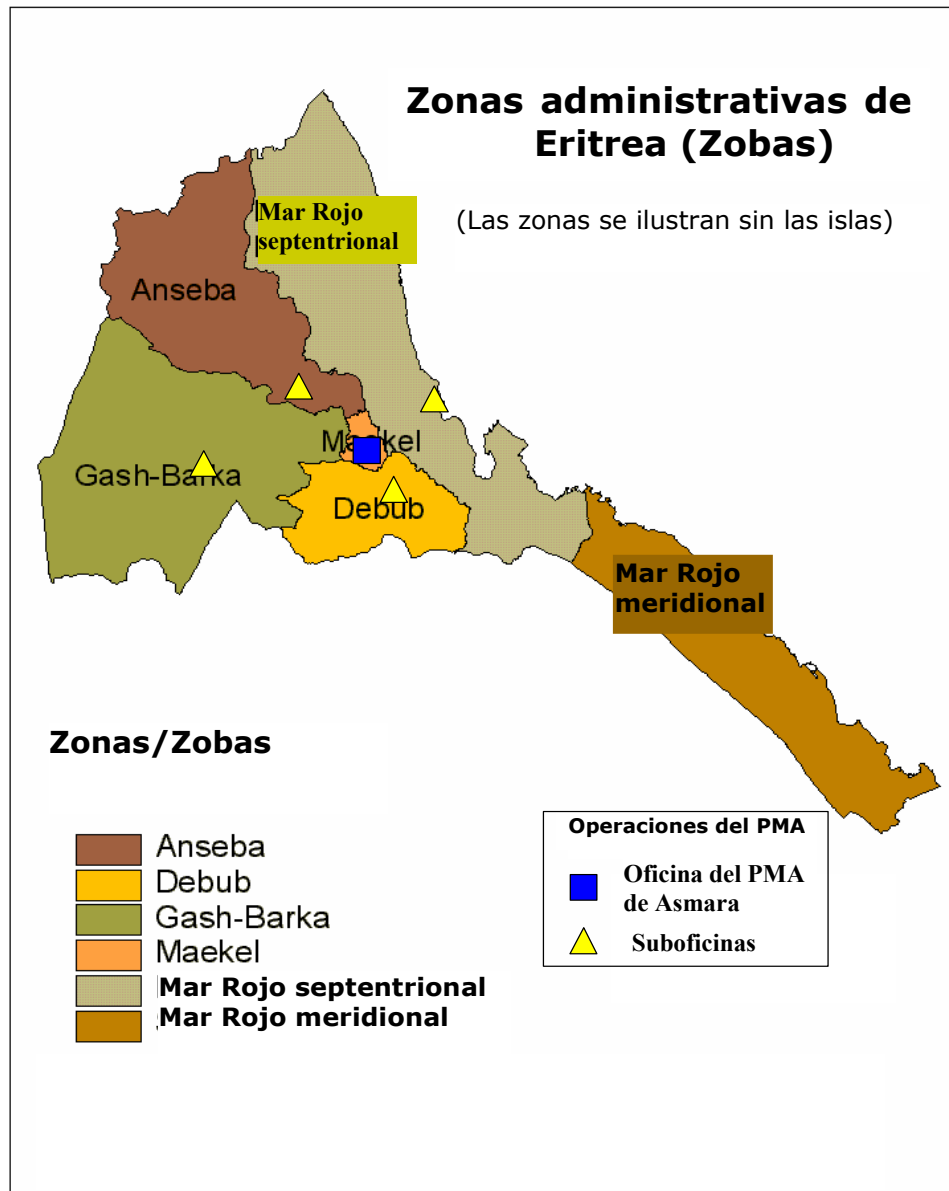 Zonas administrativas de
Eritrea (Zobas)
(Las zonas se ilustran sin las islas)
Mar Rojo
septentrional
Anseba
Maekel
Gash-Barka
Debub
Mar Rojo
meridional
Zonas/Zobas
Anseba
Debub
Gash-Barka
Maekel
Mar Rojo septentrional
Mar Rojo meridional
Operaciones del PMA
Oficina del PMA
de Asmara
Suboficinas